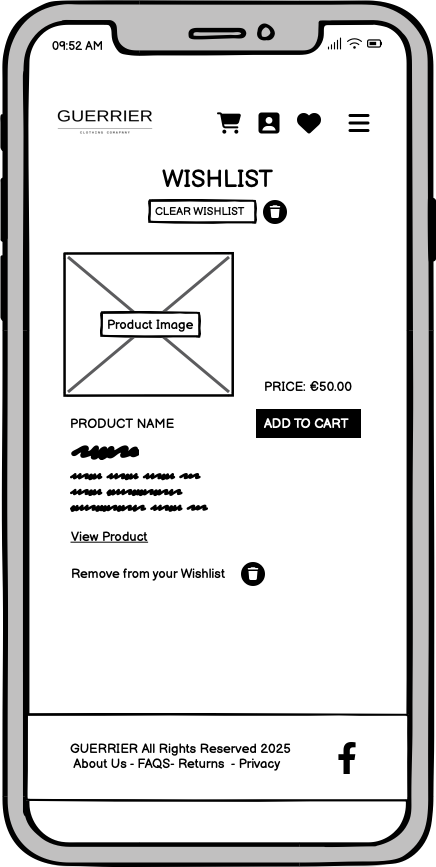 09:52 AM
GUERRIER
CLOTHING COMPANY
WISHLIST
CLEAR WISHLIST
Product Image
PRICE: €50.00
PRODUCT NAME
ADD TO CART
View Product
Remove from your Wishlist
GUERRIER All Rights Reserved 2025
About Us - FAQS- Returns - Privacy